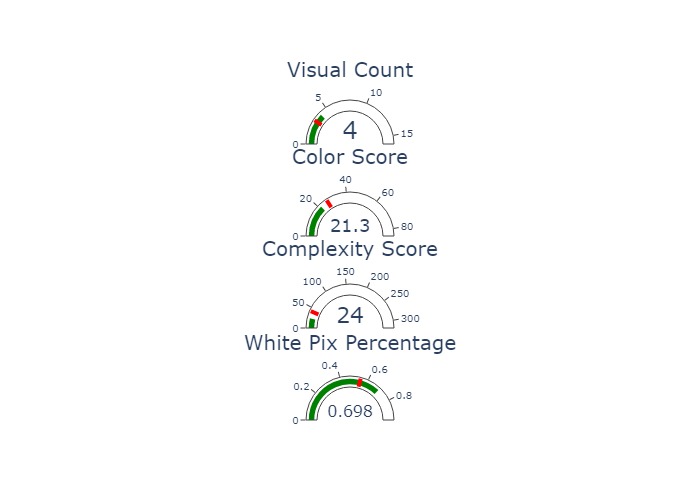 Visual Count
0 5 10 15
4
Color Score
0 20 40 60 80
21.3
Complexity Score
0 50 100 150 200 250 300
24
White Pix Percentage
0 0.2 0.4 0.6 0.8
0.698